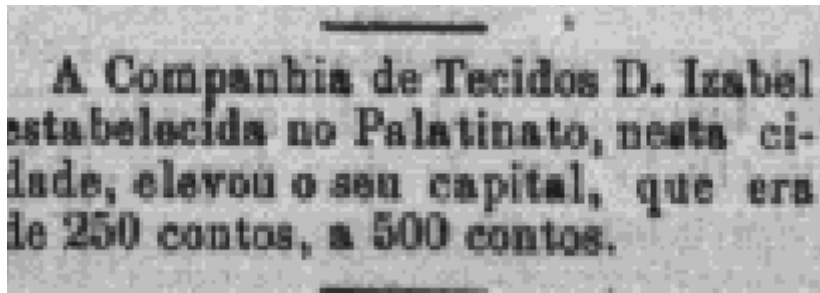 A Companhia de Tecidos D. Izabel
estabelecida no Palatinato, nesta ci-
dade, elevou o seu capital, que era
de 250 contos, a 500 contos.